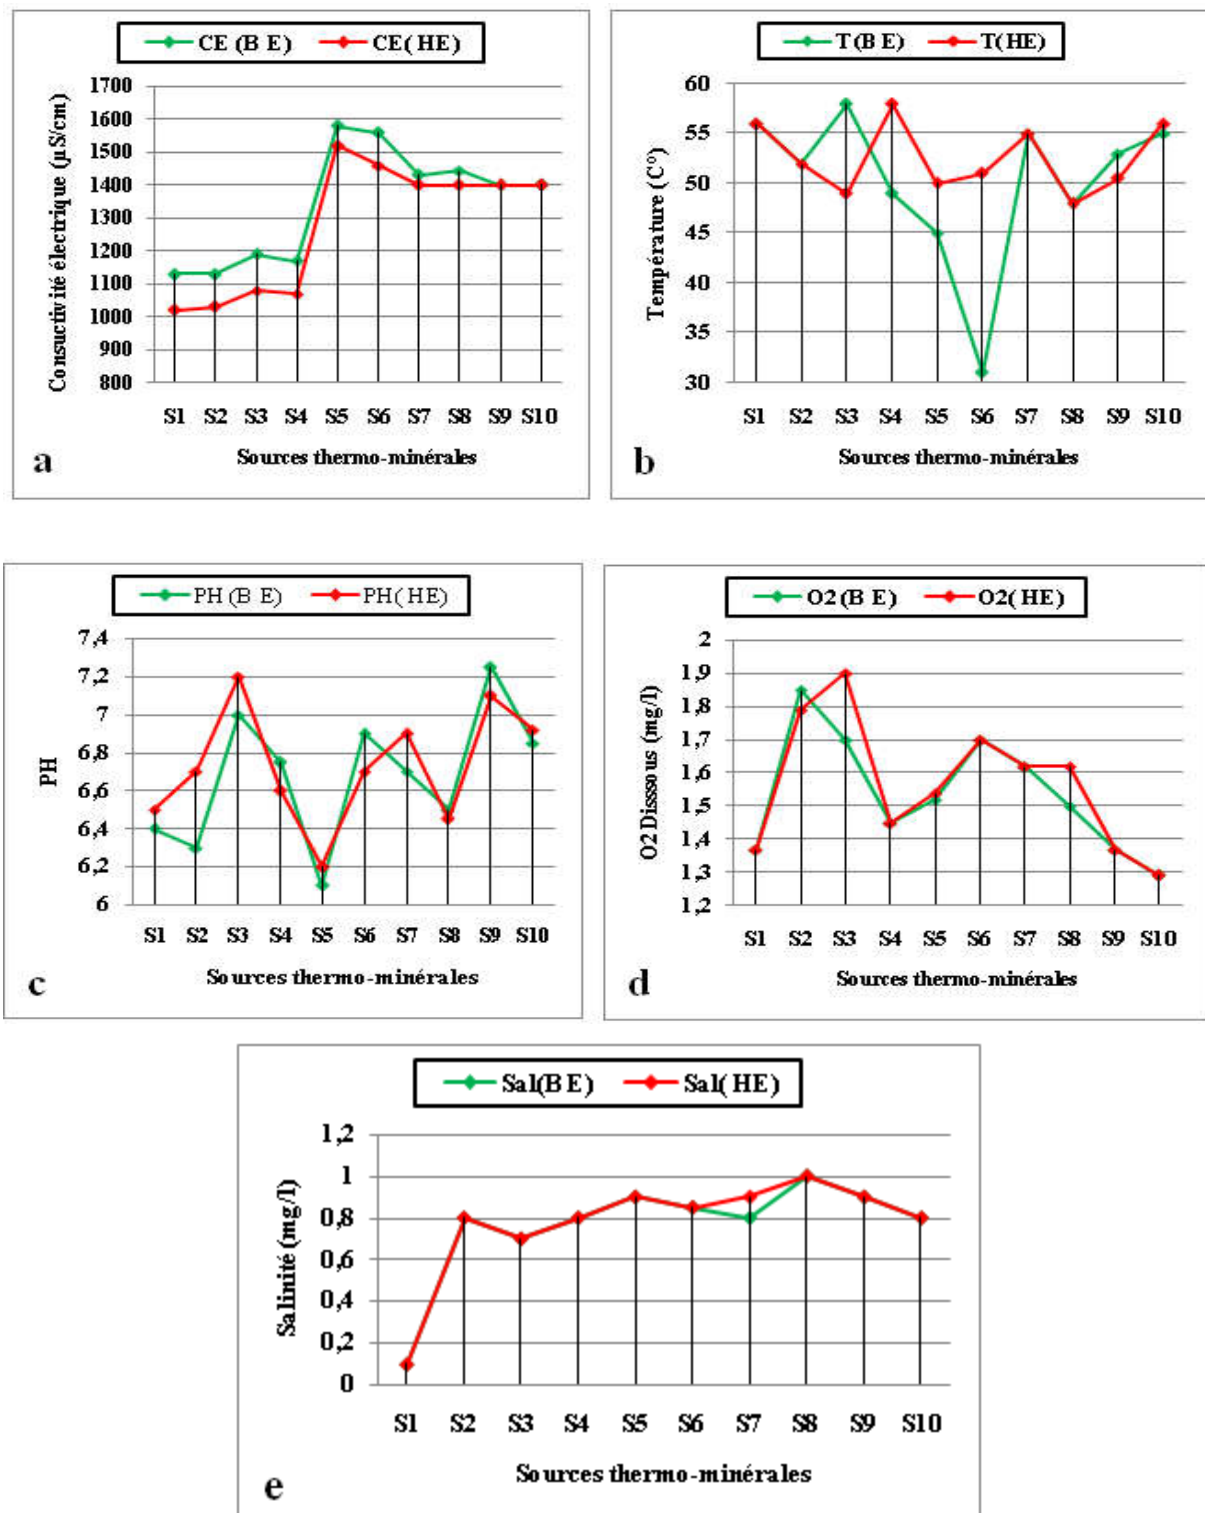 CE (B E) CE( HE)
Consuctivité électrique (µS/cm)
1700
1600
1500
1400
1300
1200
1100
1000
900
800
S1 S2 S3 S4 S5 S6 S7 S8 S9 S10
Sources thermo-minérales
a
T(B E) T(HE)
Température (C°)
60
55
50
45
40
35
30
S1 S2 S3 S4 S5 S6 S7 S8 S9 S10
Sources thermo-minérales
b
PH (B E) PH( HE)
PH
7,4
7,2
7
6,8
6,6
6,4
6,2
6
S1 S2 S3 S4 S5 S6 S7 S8 S9 S10
Sources thermo-minérales
c
O2(B E) O2( HE)
O2 Disssous (mg/l)
2
1,9
1,8
1,7
1,6
1,5
1,4
1,3
1,2
S1 S2 S3 S4 S5 S6 S7 S8 S9 S10
Sources thermo-minérales
d
Sal(B E) Sal( HE)
Salinité (mg/l)
1,2
1
0,8
0,6
0,4
0,2
0
S1 S2 S3 S4 S5 S6 S7 S8 S9 S10
Sources thermo-minérales
e